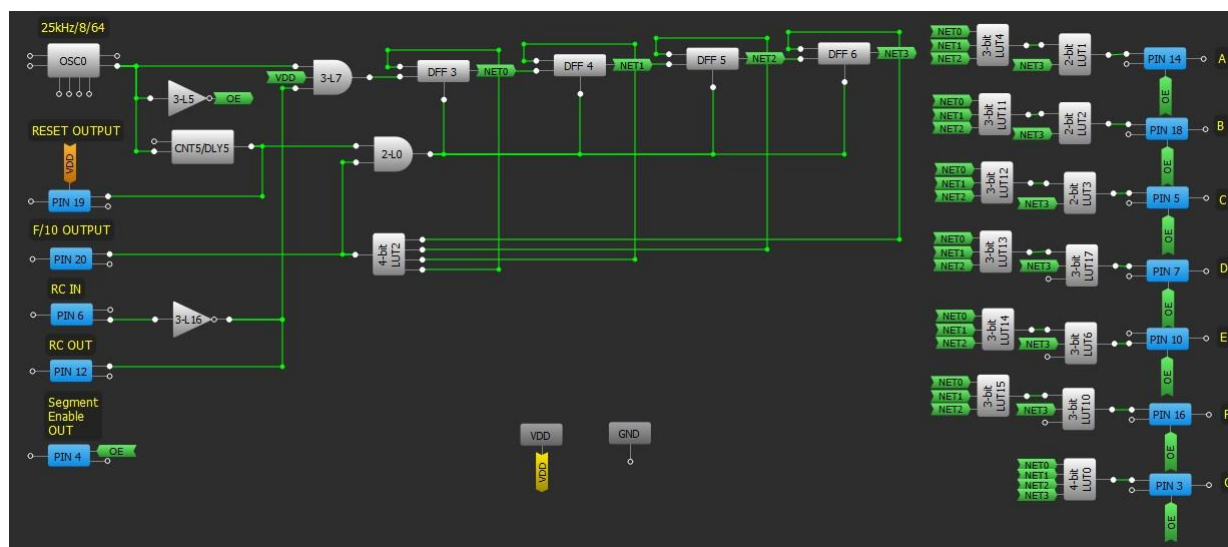 25kHz/8/64
OSC0
3-L5
OE
VDD
3-L7
DFF 3
NET0
DFF 4
NET1
DFF 5
NET2
DFF 6
NET3
RESET OUTPUT
VDD
PIN 19
CNT5/DLY5
2-L0
F/10 OUTPUT
PIN 20
4-bit
LUT2
RC IN
PIN 6
3-L16
RC OUT
PIN 12
Segment
Enable
OUT
PIN 4
OE
VDD
VDD
GND
NET0
NET1
NET2
3-bit
LUT4
NET3
2-bit
LUT1
PIN 14
A
OE
NET0
NET1
NET2
3-bit
LUT11
NET3
2-bit
LUT2
PIN 18
B
OE
NET0
NET1
NET2
3-bit
LUT12
NET3
2-bit
LUT3
PIN 5
C
OE
NET0
NET1
NET2
3-bit
LUT13
NET3
3-bit
LUT17
PIN 7
D
OE
NET0
NET1
NET2
3-bit
LUT14
NET3
3-bit
LUT6
PIN 10
E
OE
NET0
NET1
NET2
3-bit
LUT15
NET3
3-bit
LUT10
PIN 16
F
OE
NET0
NET1
NET2
NET3
4-bit
LUT0
PIN 3
OE